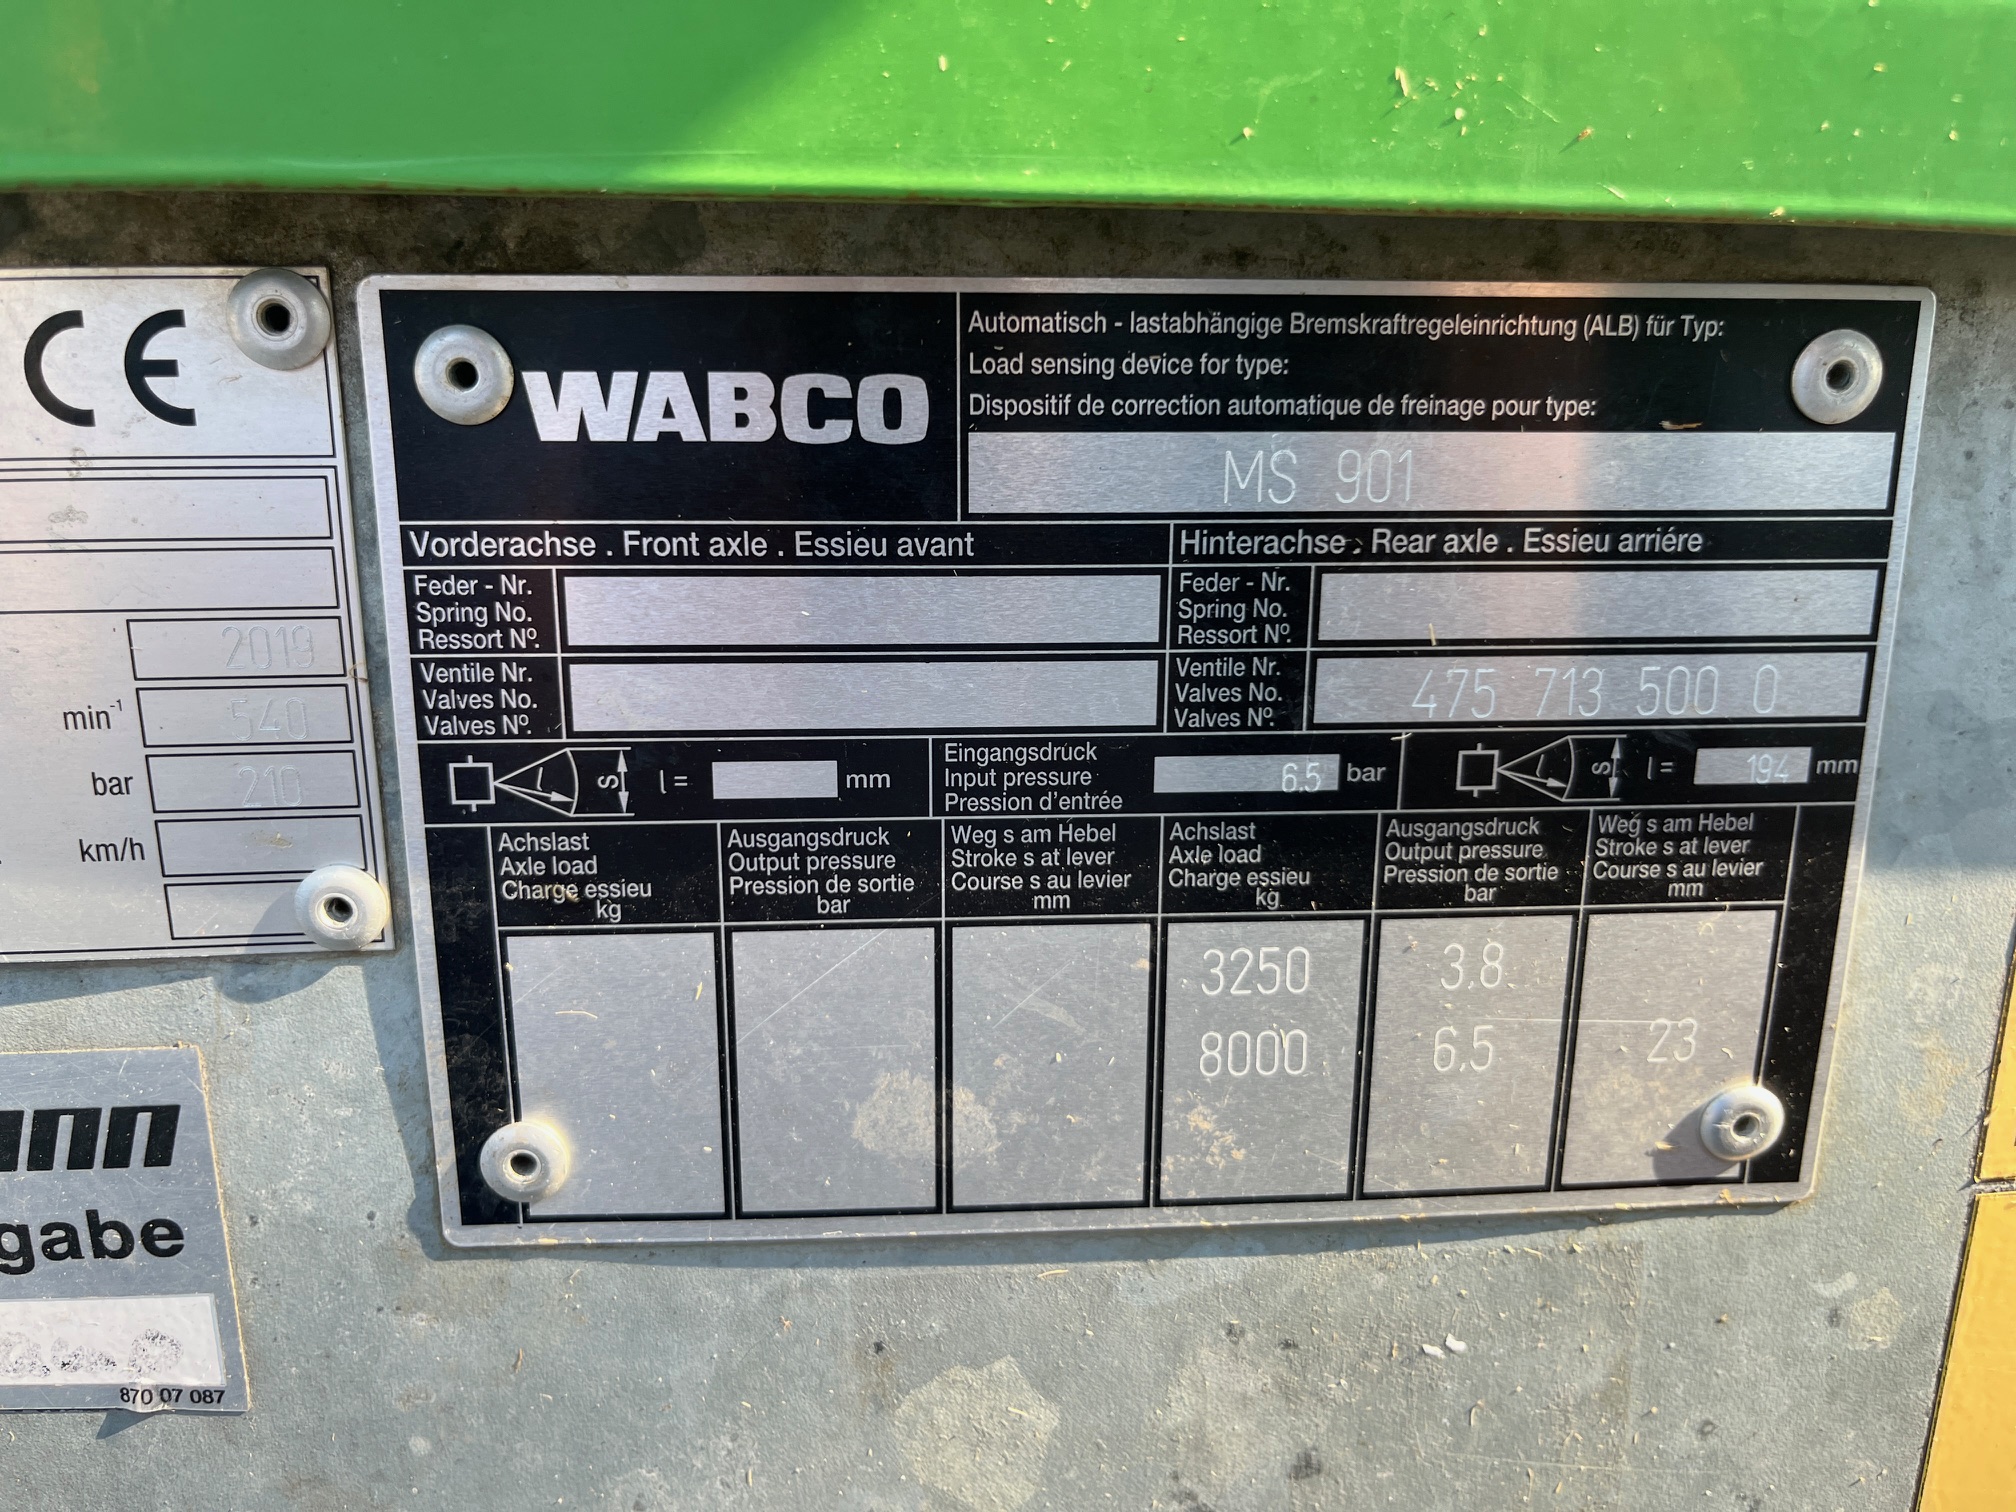 CE
2019
min-1 540
bar 210
km/h
nn
gabe
870 07 087
WABCO
Automatisch - lastabhängige Bremskraftregeleinrichtung (ALB) für Typ:
Load sensing device for type:
Dispositif de correction automatique de freinage pour type:
MS 901
Vorderachse . Front axle . Essieu avant
Hinterachse . Rear axle . Essieu arriére
Feder - Nr.
Spring No.
Ressort Nº.
Feder - Nr.
Spring No.
Ressort Nº.
Ventile Nr.
Valves No.
Valves Nº.
Ventile Nr.
Valves No.
Valves Nº.
475 713 500 0
L S l = mm
Eingangsdruck
Input pressure
Pression d'entrée
6,5 bar
L S l = 194 mm
Achslast
Axle load
Charge essieu
kg
Ausgangsdruck
Output pressure
Pression de sortie
bar
Weg s am Hebel
Stroke s at lever
Course s au levier
mm
Achslast
Axle load
Charge essieu
kg
Ausgangsdruck
Output pressure
Pression de sortie
bar
Weg s am Hebel
Stroke s at lever
Course s au levier
mm
3250 3,8
8000 6,5 23